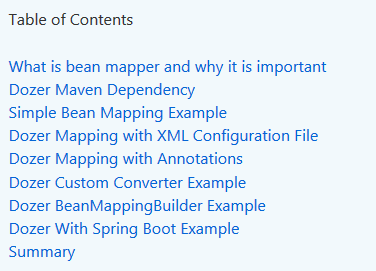 Table of Contents
What is bean mapper and why it is important
Dozer Maven Dependency
Simple Bean Mapping Example
Dozer Mapping with XML Configuration File
Dozer Mapping with Annotations
Dozer Custom Converter Example
Dozer BeanMappingBuilder Example
Dozer With Spring Boot Example
Summary